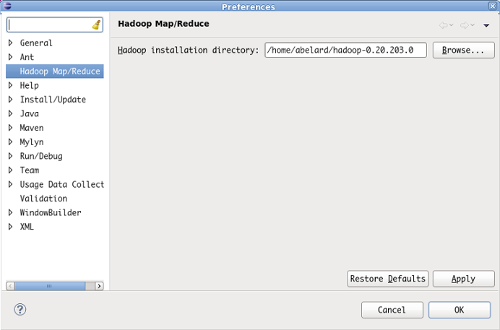 Preferences
Hadoop Map/Reduce
General
Ant
Hadoop Map/Reduce
Help
Install/Update
Java
Maven
Mylyn
Run/Debug
Team
Usage Data Collect
Validation
WindowBuilder
XML
Hadoop installation directory: /home/abelard/hadoop-0.20.203.0 Browse...
Restore Defaults Apply
? Cancel OK